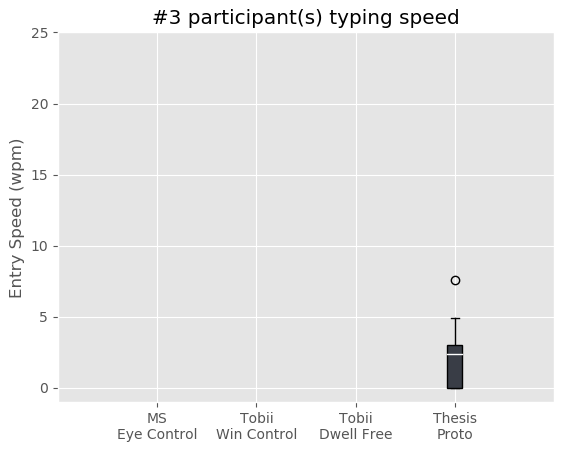 #3 participant(s) typing speed
25
20
15
10
5
0
Entry Speed (wpm)
MS
Eye Control
Tobii
Win Control
Tobii
Dwell Free
Thesis
Proto